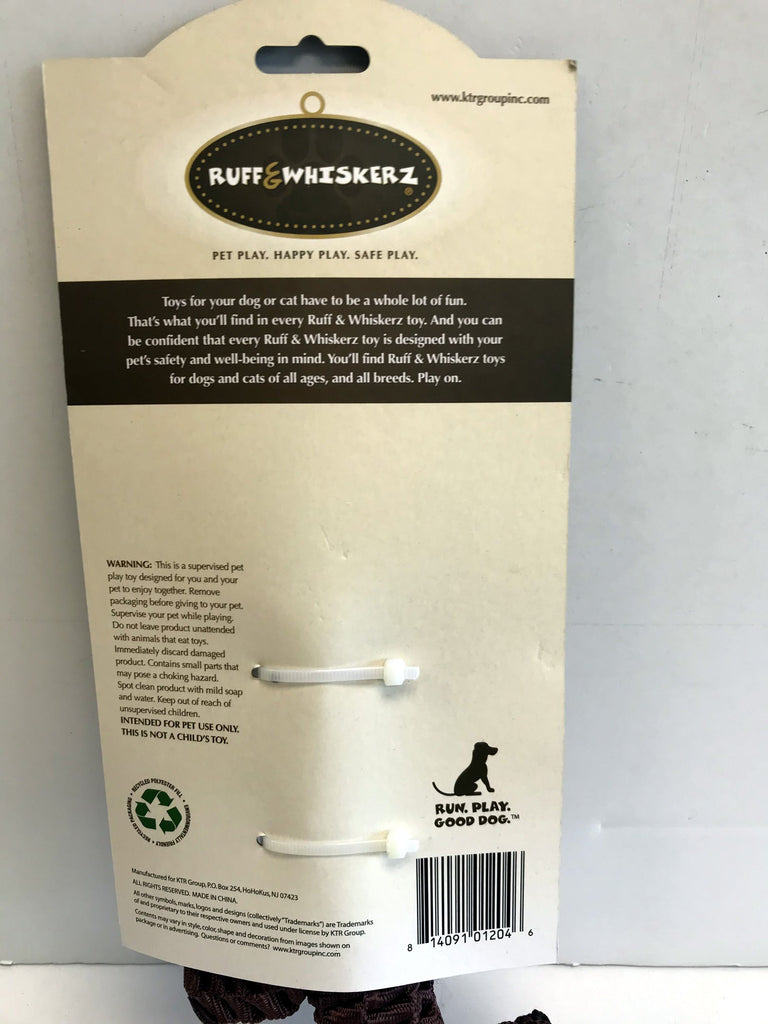 www.ktrgroupinc.com
RUFF & WHISKERZ®
PET PLAY. HAPPY PLAY. SAFE PLAY.
Toys for your dog or cat have to be a whole lot of fun.
That's what you'll find in every Ruff & Whiskerz toy. And you can
be confident that every Ruff & Whiskerz toy is designed with your
pet's safety and well-being in mind. You'll find Ruff & Whiskerz toys
for dogs and cats of all ages, and all breeds. Play on.
WARNING: This is a supervised pet
play toy designed for you and your
pet to enjoy together. Remove
packaging before giving to your pet.
Supervise your pet while playing.
Do not leave product unattended
with animals that eat toys.
Immediately discard damaged
product. Contains small parts that
may pose a choking hazard.
Spot clean product with mild soap
and water. Keep out of reach of
unsupervised children.
INTENDED FOR PET USE ONLY.
THIS IS NOT A CHILD'S TOY.
RECYCLED POLYESTER FILL • ENVIRONMENTALLY FRIENDLY • RECYCLED PACKAGING •
RUN. PLAY.
GOOD DOG.™
Manufactured for KTR Group, P.O. Box 254, HoHoKus, NJ 07423
ALL RIGHTS RESERVED. MADE IN CHINA.
All other symbols, marks, logos and designs (collectively "Trademarks") are Trademarks
of and proprietary to their respective owners and used under license by KTR Group.
Contents may vary in style, color, shape and decoration from images shown on
package or in advertising. Questions or comments? www.ktrgroupinc.com
8 14091 01204 6